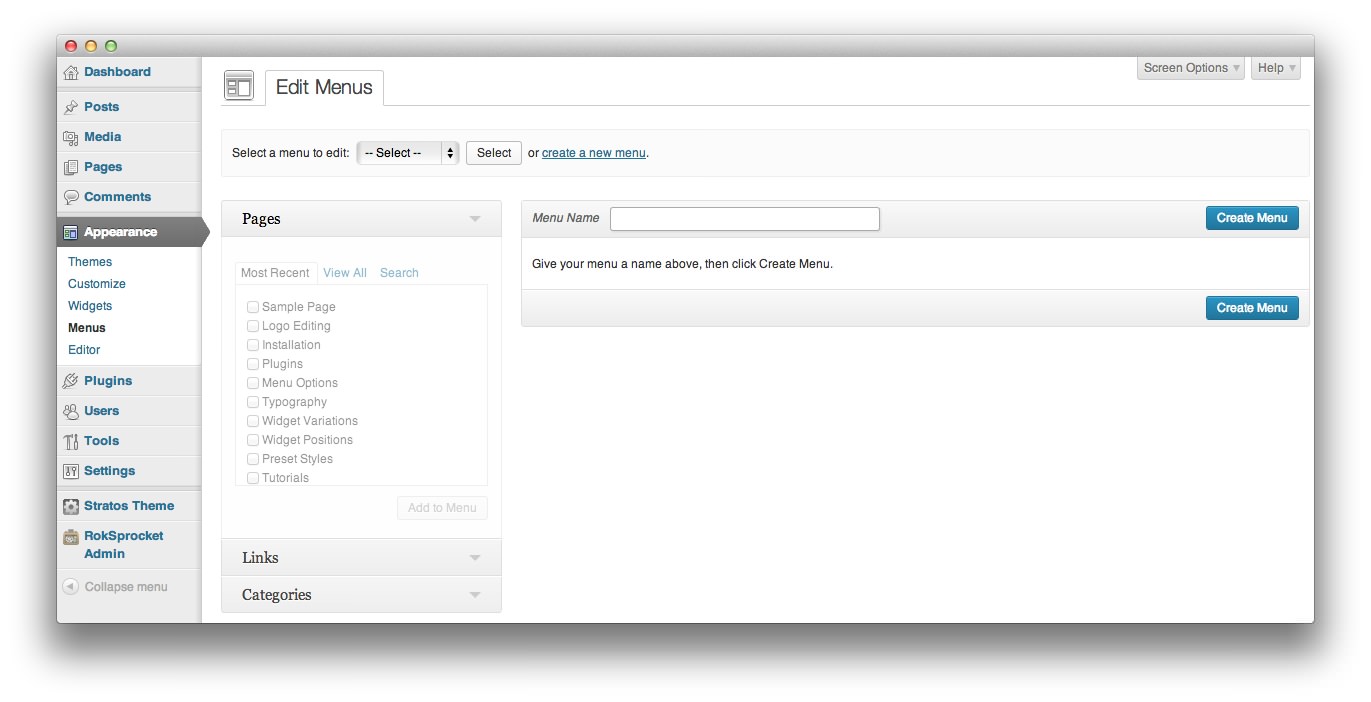 Dashboard
Posts
Media
Pages
Comments
Appearance
Themes
Customize
Widgets
Menus
Editor
Plugins
Users
Tools
Settings
Stratos Theme
RokSprocket
Admin
Collapse menu
Screen Options
Help
Edit Menus
Select a menu to edit: -- Select -- Select or create a new menu.
Pages
Most Recent View All Search
Sample Page
Logo Editing
Installation
Plugins
Menu Options
Typography
Widget Variations
Widget Positions
Preset Styles
Tutorials
Add to Menu
Links
Categories
Menu Name Create Menu
Give your menu a name above, then click Create Menu.
Create Menu